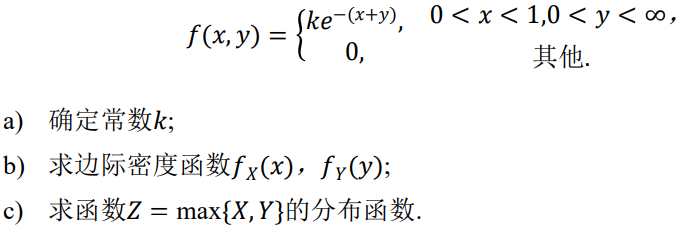 f(x, y) = {ke^{-(x+y)}, 0 < x < 1,0 < y < ∞,
0, 其他.
a) 确定常数k;
b) 求边际密度函数f_X(x)，f_Y(y);
c) 求函数Z = max{X, Y}的分布函数.